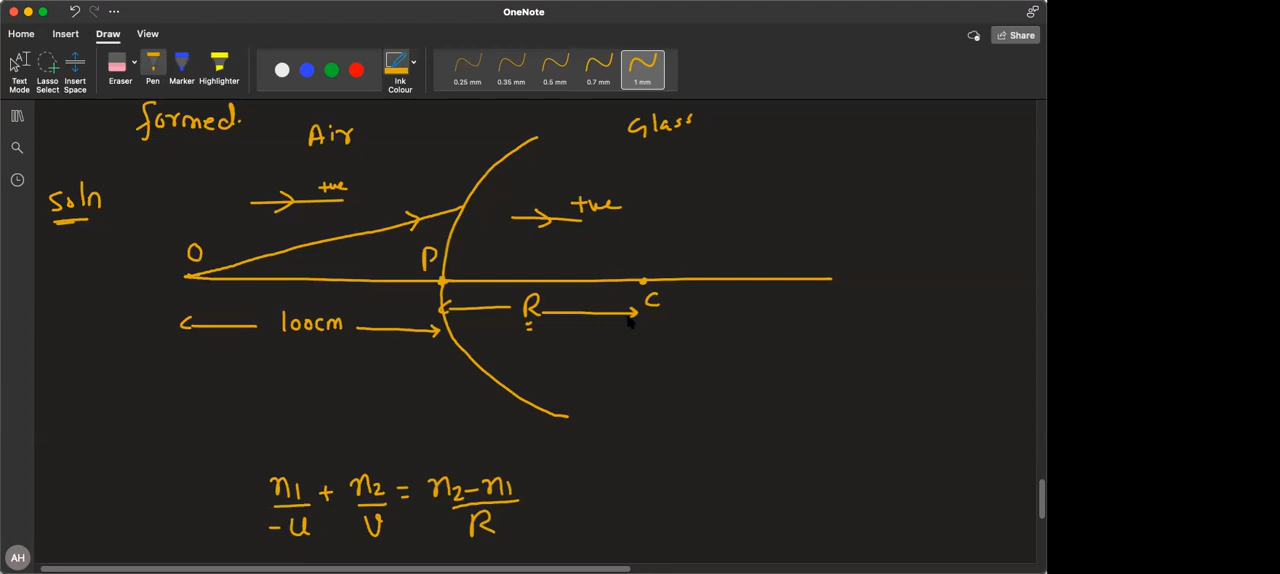 OneNote
Home Insert Draw View Share
Text Mode Lasso Select Insert Space Eraser Pen Marker Highlighter Ink Colour 0.25 mm 0.35 mm 0.5 mm 0.7 mm 1 mm
formed. Air Glass
Soln +ve +ve
O P
R C
100cm
n1/-u + n2/v = n2-n1/R
AH